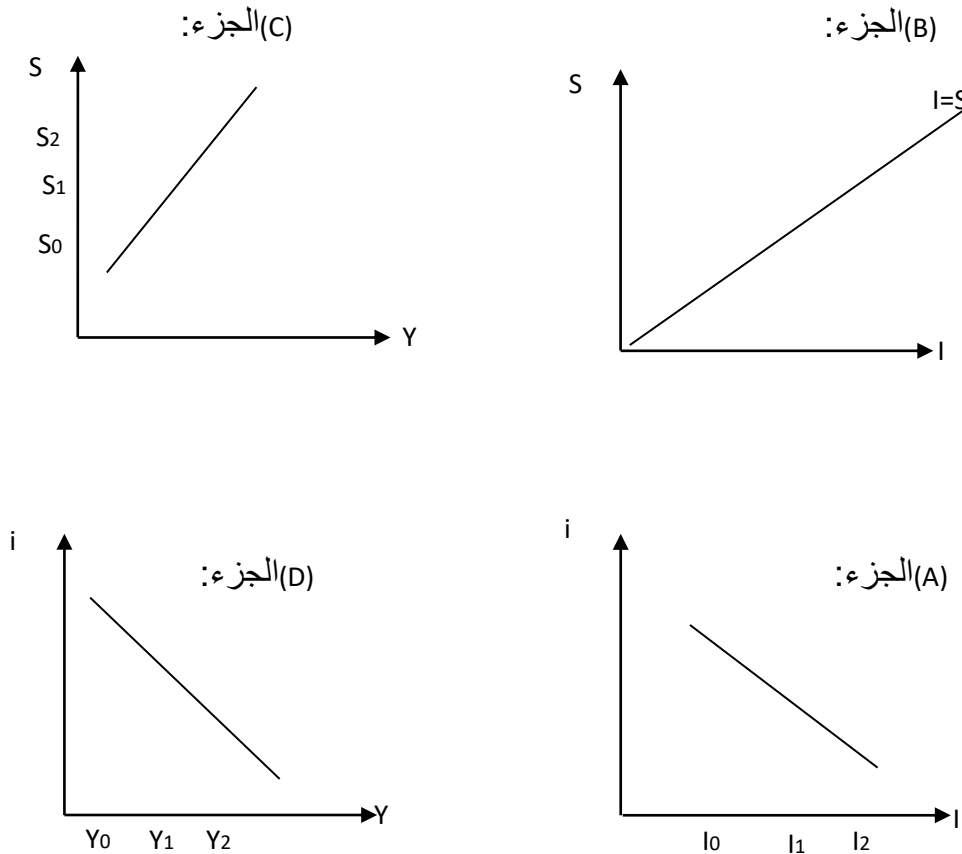 الجزء(C):
S
S2
S1
S0
Y
الجزء(B):
S
I=S
I
الجزء(D):
i
Y
Y0 Y1 Y2
الجزء(A):
i
I
I0 I1 I2